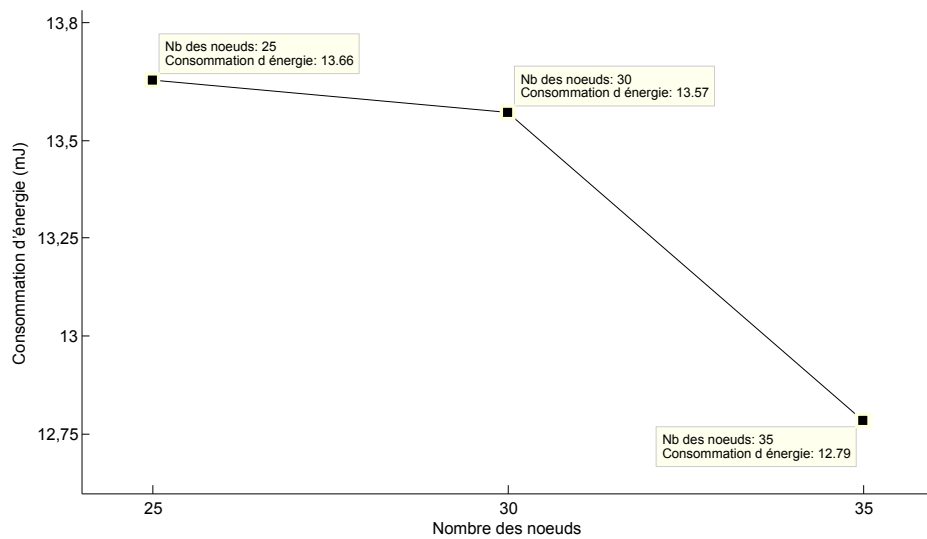 13,8
Nb des noeuds: 25
Consommation d énergie: 13.66
Nb des noeuds: 30
Consommation d énergie: 13.57
13,5
13,25
13
12,75
Consommation d'énergie (mJ)
Nb des noeuds: 35
Consommation d énergie: 12.79
25
30
35
Nombre des noeuds